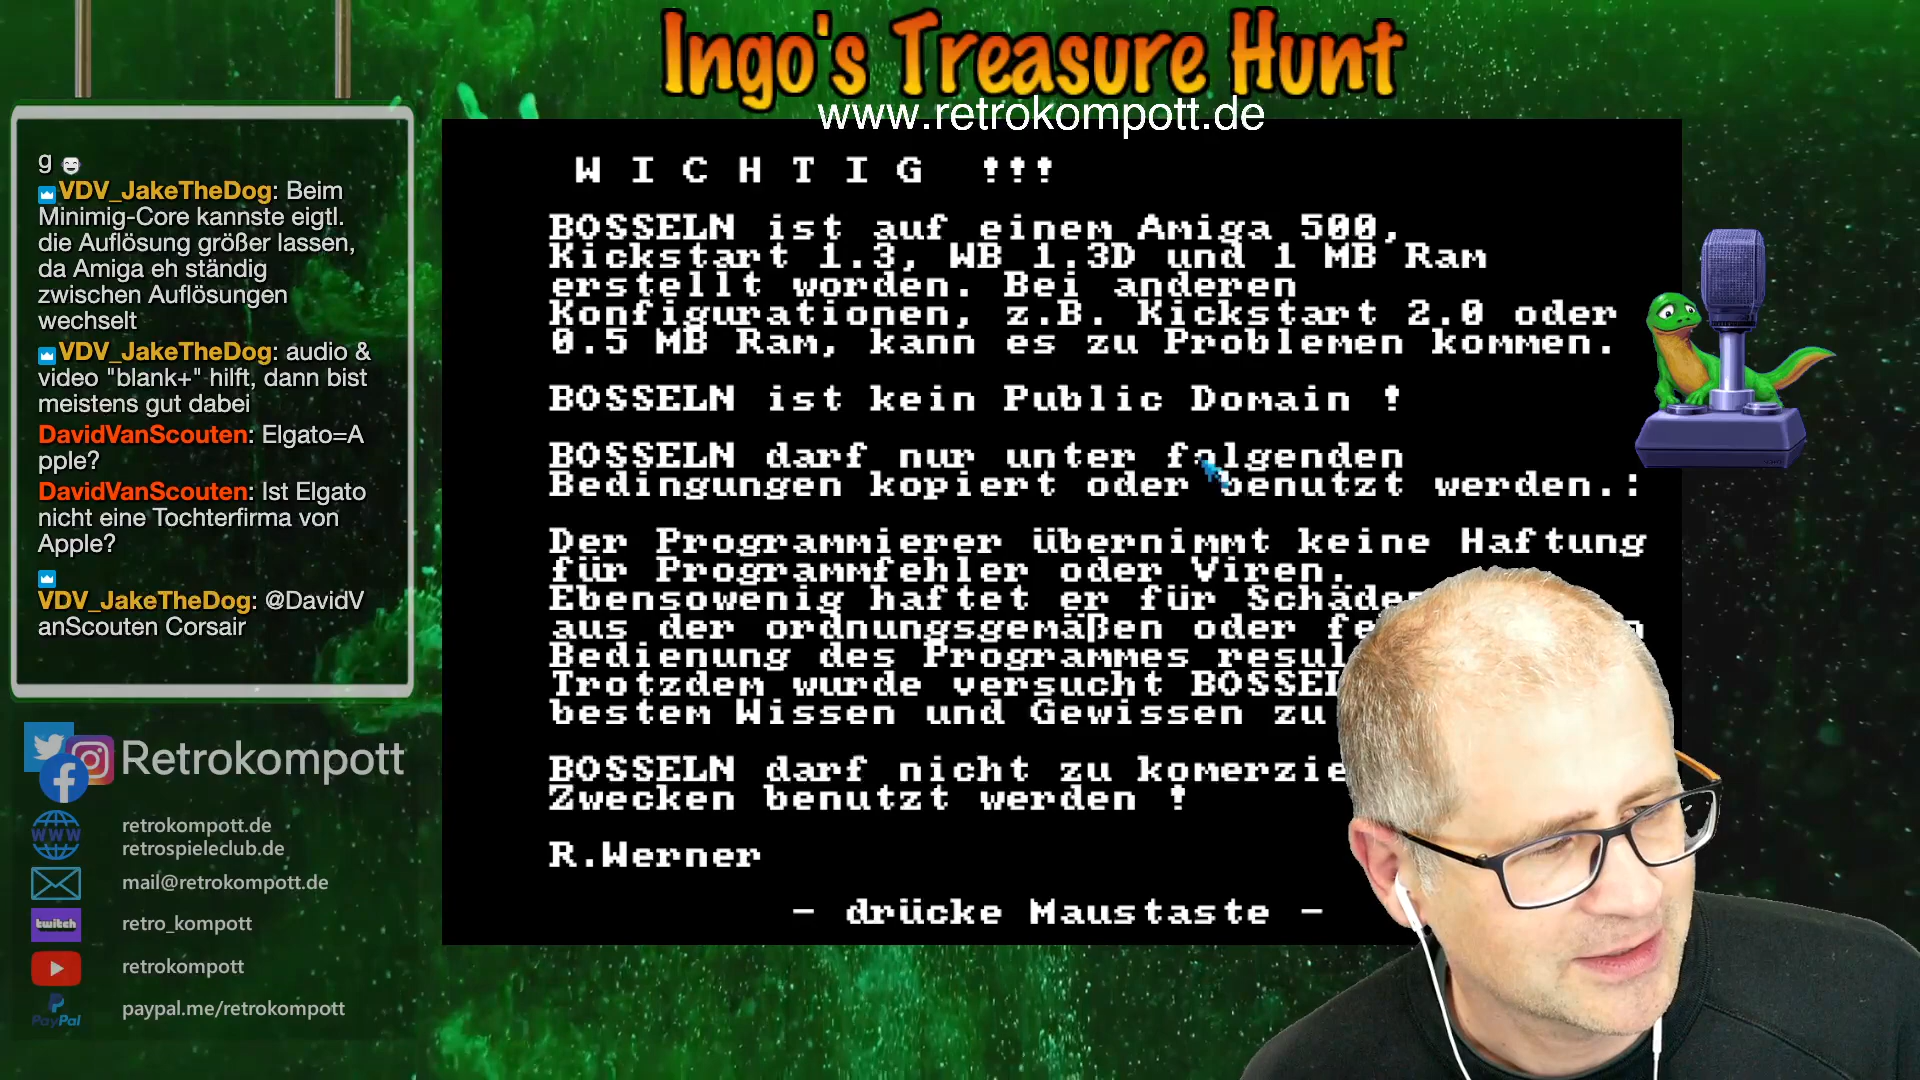 Ingo's Treasure Hunt
www.retrokompott.de
g
VDV_JakeTheDog: Beim
Minimig-Core kannste eigtl.
die Auflösung größer lassen,
da Amiga eh ständig
zwischen Auflösungen
wechselt
VDV_JakeTheDog: audio &
video "blank+" hilft, dann bist
meistens gut dabei
DavidVanScouten: Elgato=A
pple?
DavidVanScouten: Ist Elgato
nicht eine Tochterfirma von
Apple?
VDV_JakeTheDog: @DavidV
anScouten Corsair
Retrokompott
WWW
retrokompott.de
retrospieleclub.de
mail@retrokompott.de
twitch
retro_kompott
retrokompott
PayPal
paypal.me/retrokompott
W I C H T I G !!!
BOSSELN ist auf einem Amiga 500,
Kickstart 1.3, WB 1.3D und 1 MB Ram
erstellt worden. Bei anderen
Konfigurationen, z.B. Kickstart 2.0 oder
0.5 MB Ram, kann es zu Problemen kommen.
BOSSELN ist kein Public Domain !
BOSSELN darf nur unter folgenden
Bedingungen kopiert oder benutzt werden.:
Der Programmierer übernimmt keine Haftung
für Programmfehler oder Viren.
Ebensowenig haftet er für
aus der ordnungsgemäßen oder
Bedienung des Programmes
Trotzdem wurde versucht
bestem Wissen und Gewissen zu
BOSSELN darf nicht zu
Zwecken benutzt werden !
R.Werner
- drücke Maustaste -